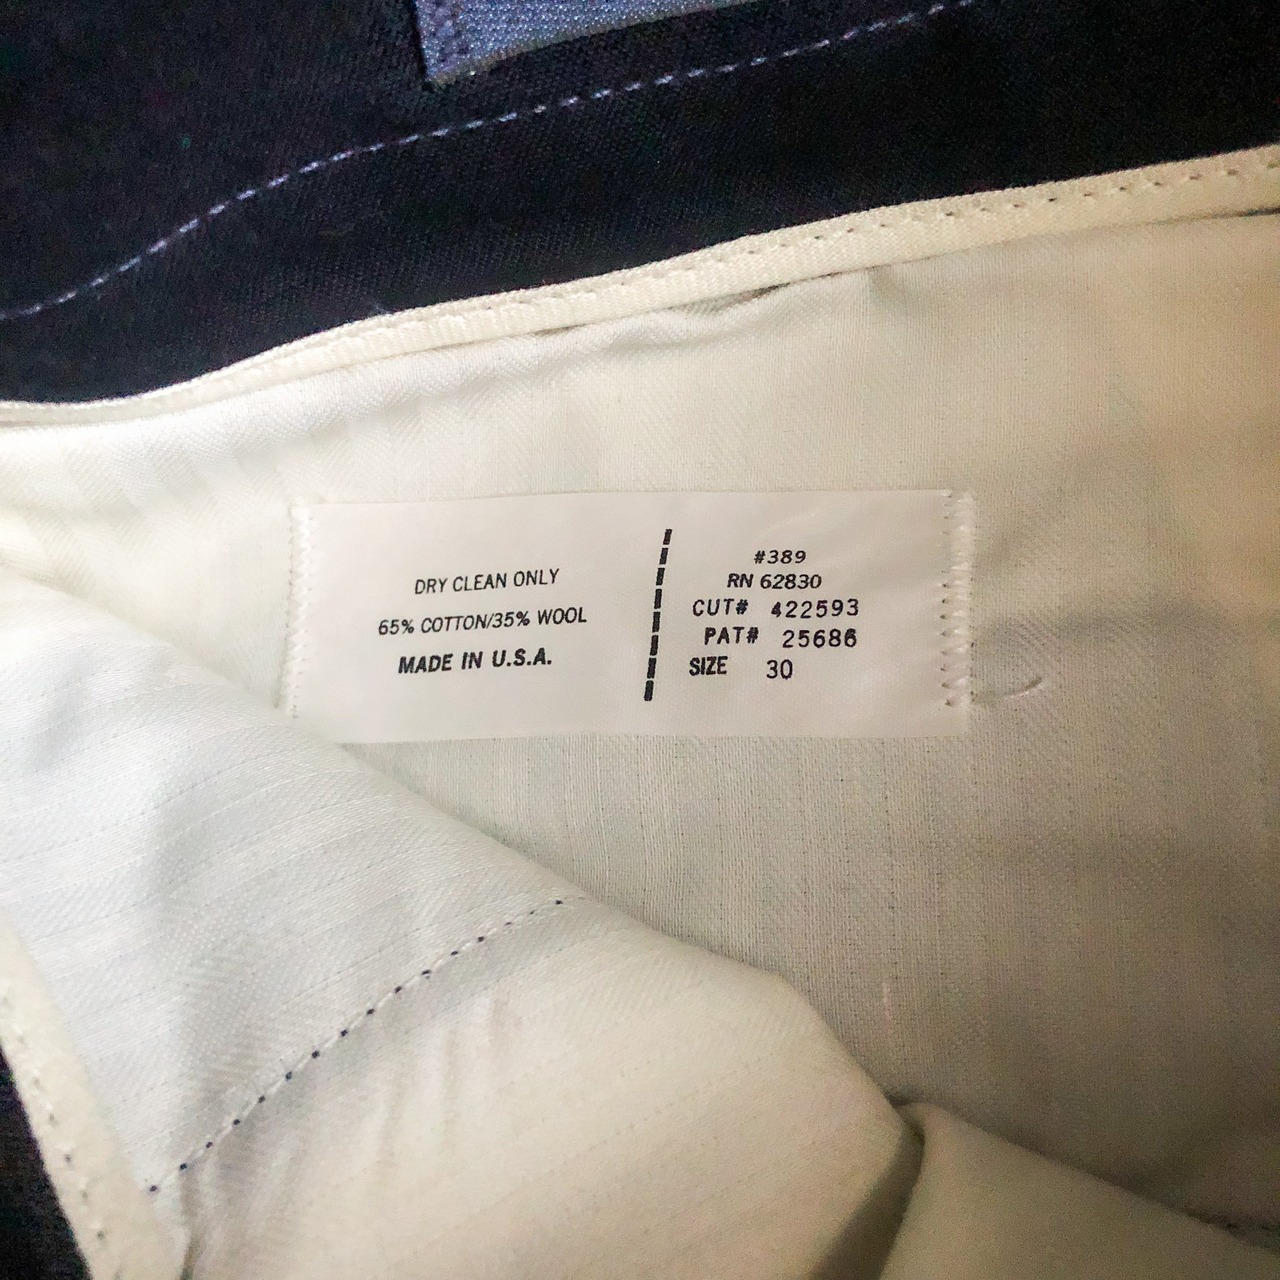 DRY CLEAN ONLY
65% COTTON/35% WOOL
MADE IN U.S.A.
#389
RN 62830
CUT# 422593
PAT# 25686
SIZE 30